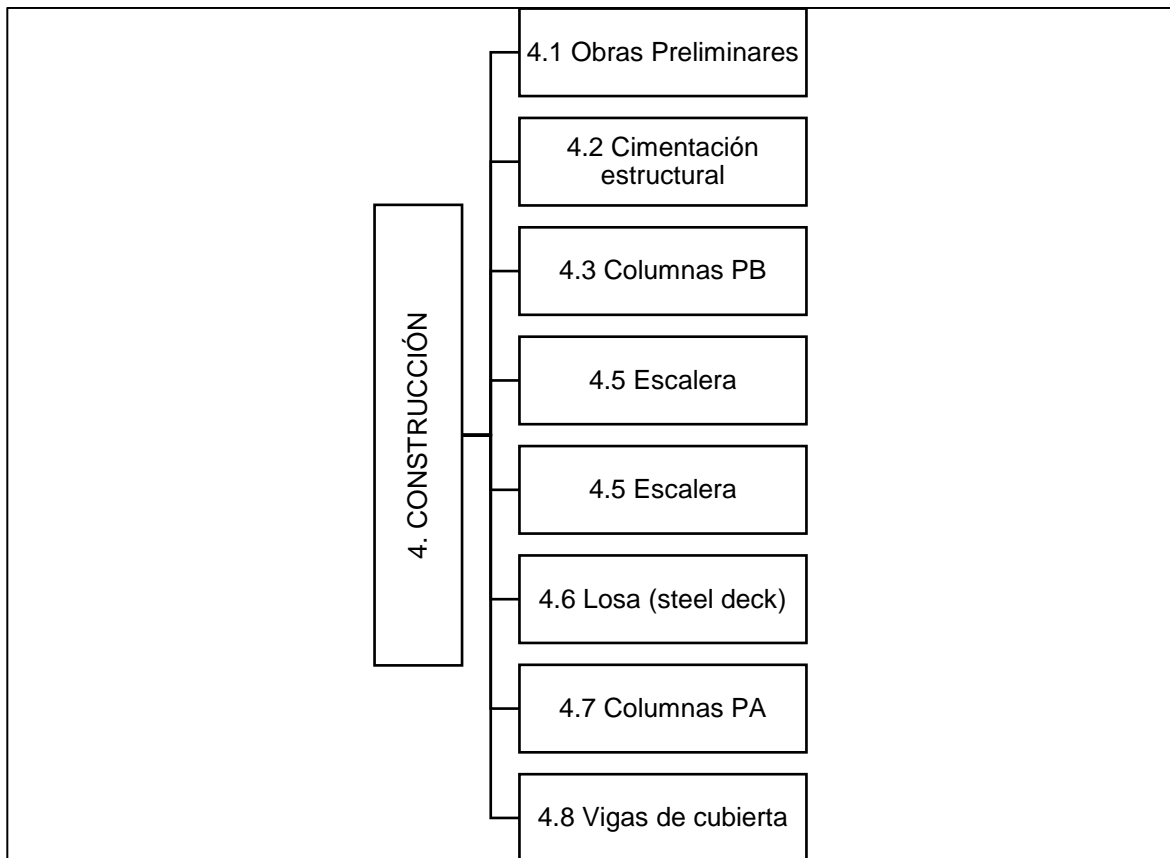 4. CONSTRUCCIÓN
4.1 Obras Preliminares
4.2 Cimentación
estructural
4.3 Columnas PB
4.5 Escalera
4.5 Escalera
4.6 Losa (steel deck)
4.7 Columnas PA
4.8 Vigas de cubierta